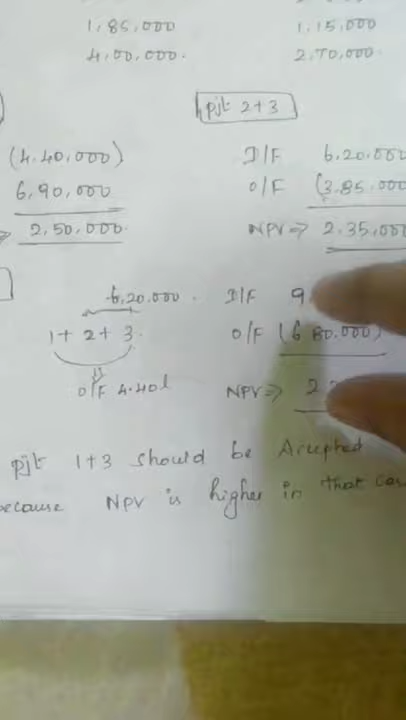 1,85,000 1,15,000
4,00,000. 2,70,000.
pjt 2+3
(4,40,000) I/F 6,20,000
6,90,000 O/F (3,85,000
2,50,000. NPV => 2,35,000
6,20,000. I/F 9
1+ 2+ 3. O/F (6 80,000)
O/F 4.40l NPV => 2
pjt 1+3 should be Accepted
because NPV is higher in that cas